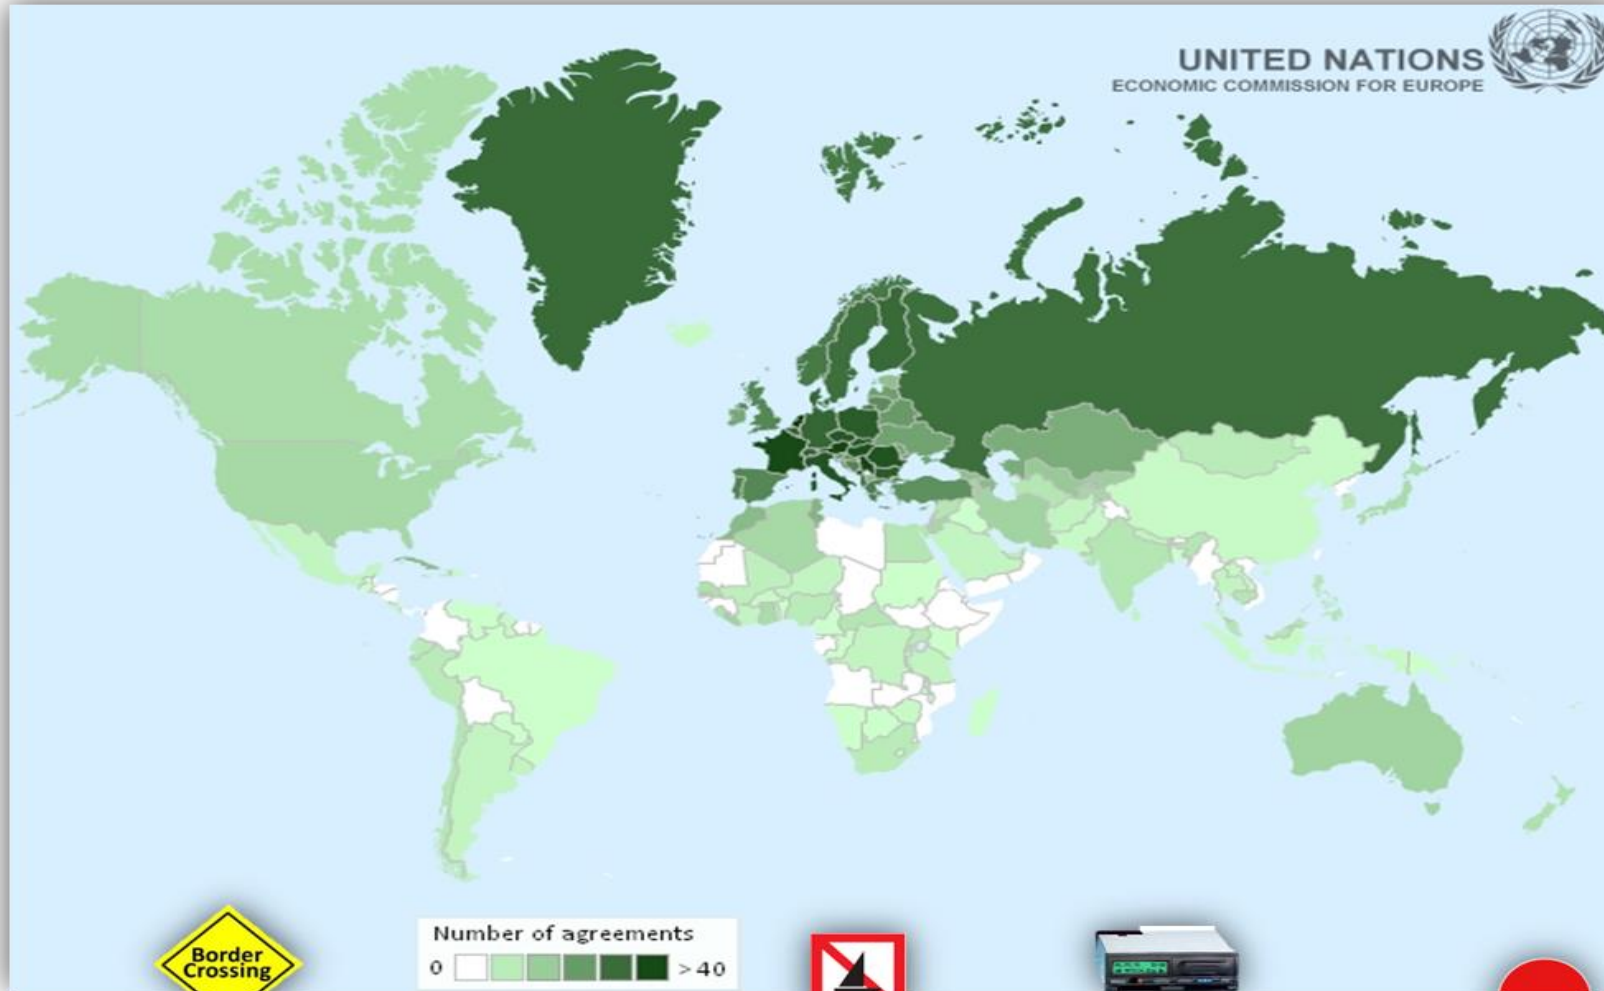 UNITED NATIONS
ECONOMIC COMMISSION FOR EUROPE
Border
Crossing
Number of agreements
0 >40